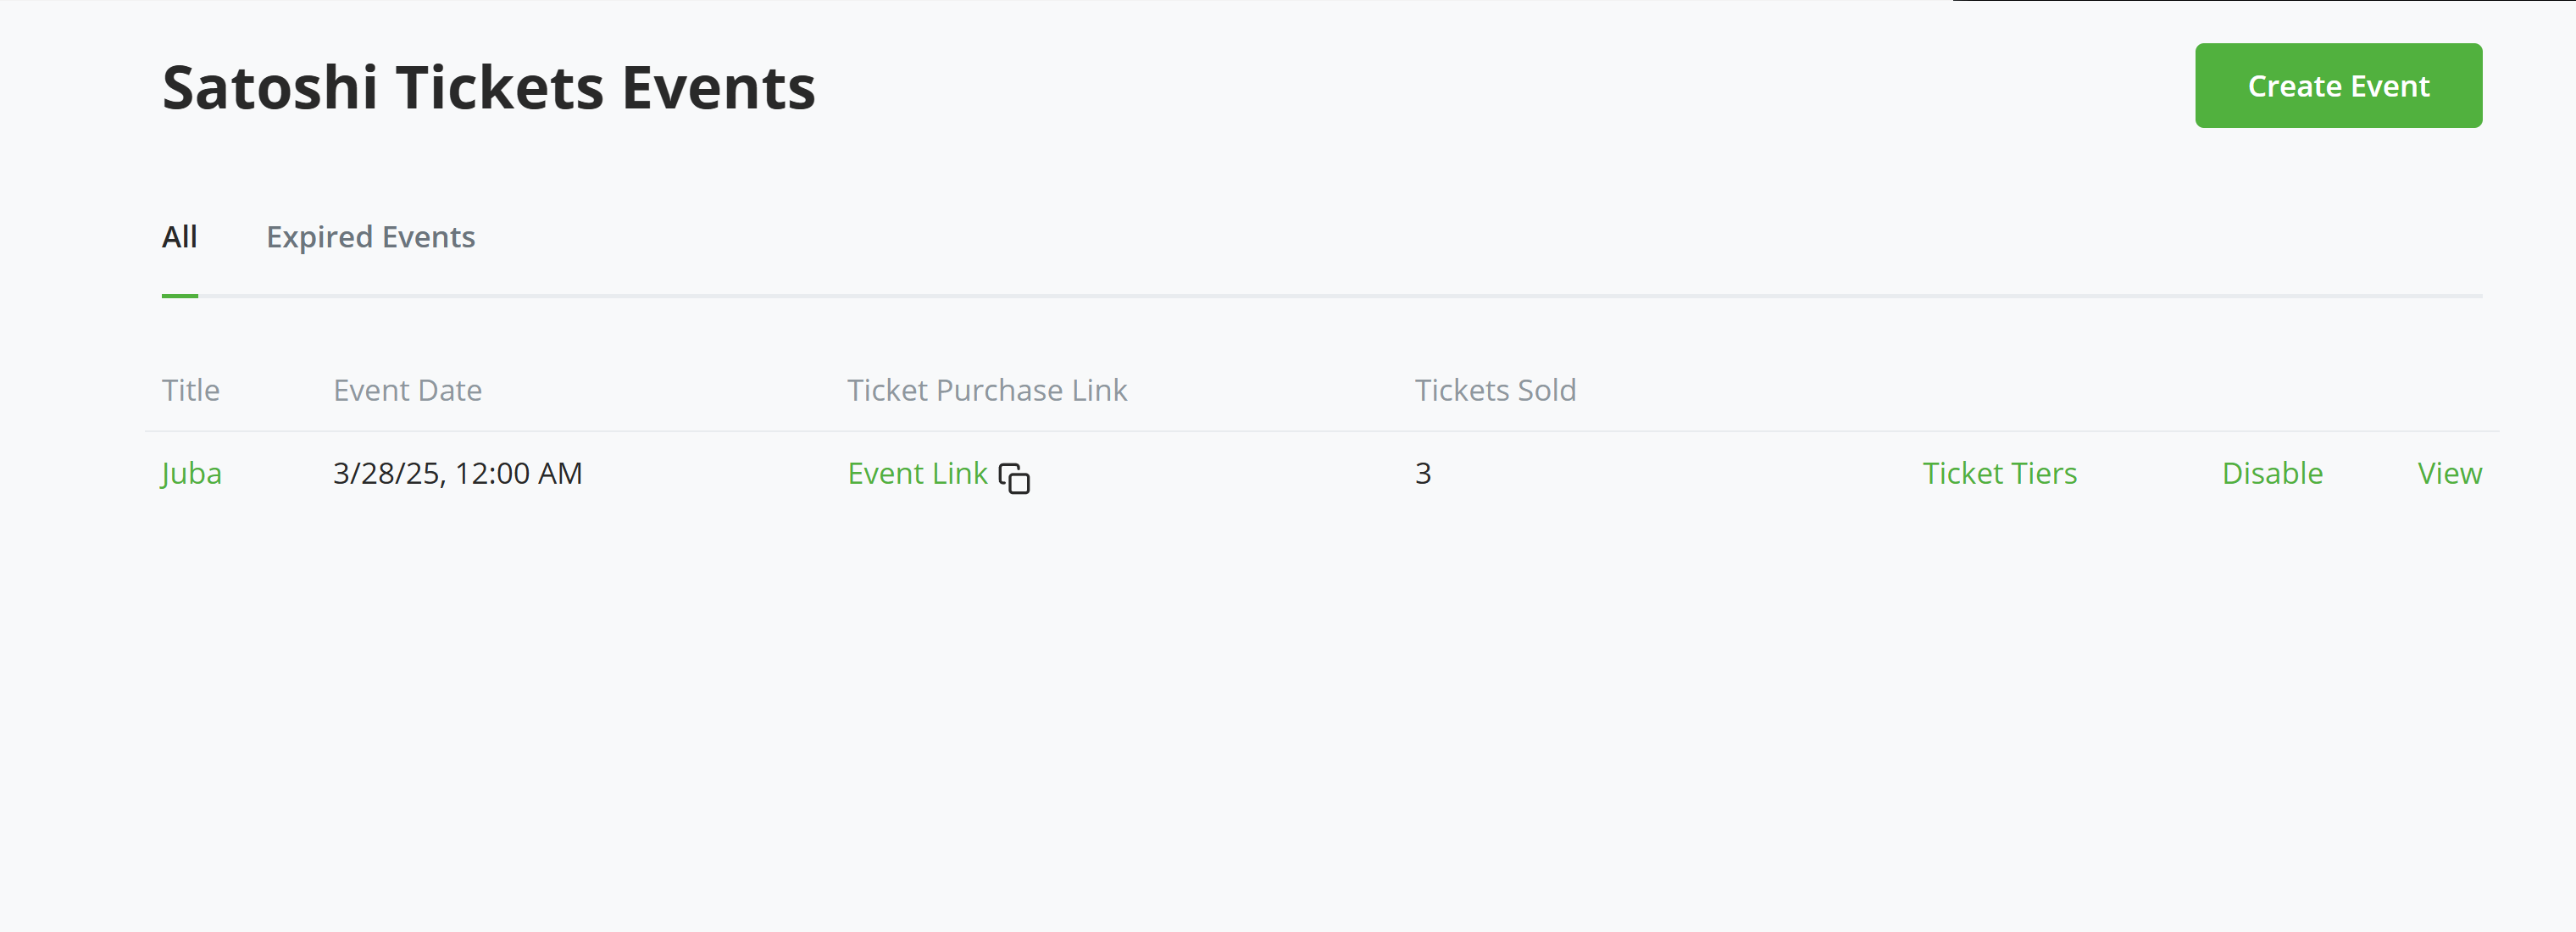 Satoshi Tickets Events
Create Event
All Expired Events
Title Event Date Ticket Purchase Link Tickets Sold
Juba 3/28/25, 12:00 AM Event Link 3 Ticket Tiers Disable View